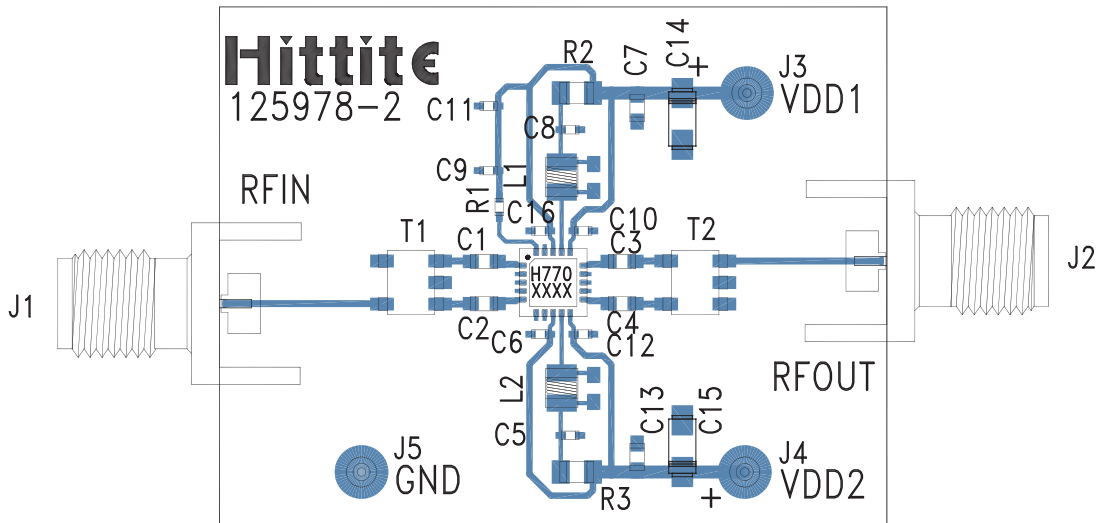 Hittite
125978-2
R2
C7
C14
+
J3
VDD1
C11
C8
C9
L1
R1
RFIN
C16
C10
T1
C1
C3
T2
H770
XXXX
J2
J1
C2
C6
C4
C12
RFOUT
L2
C5
C13
C15
J5
GND
R3
+
J4
VDD2